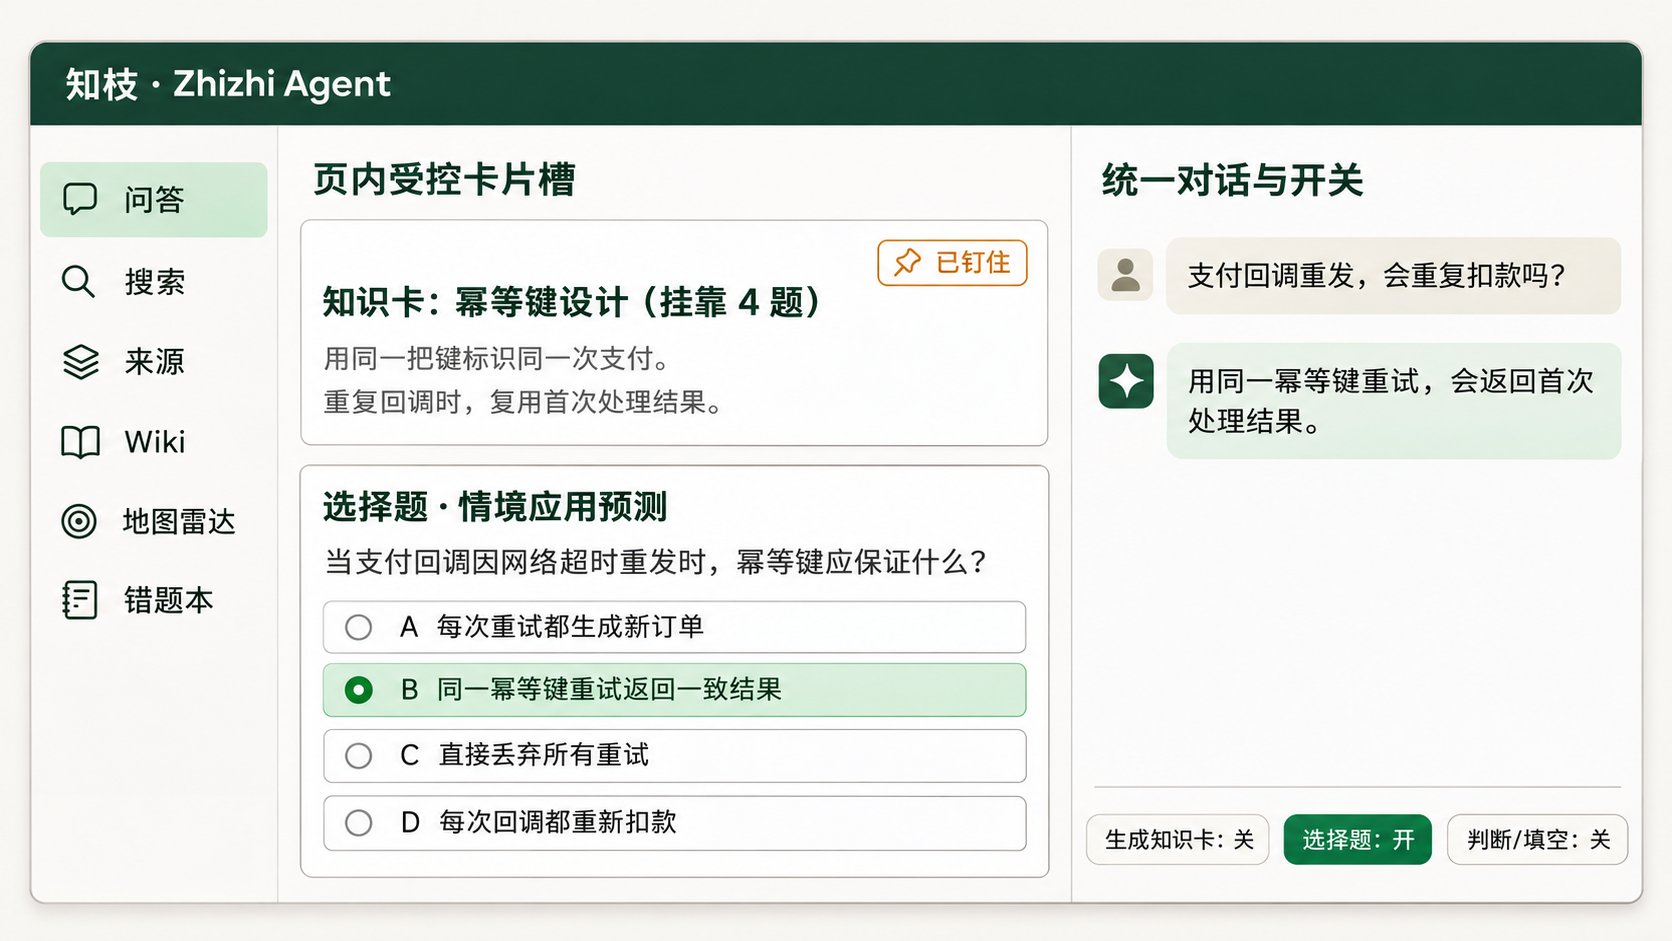 知枝 · Zhizhi Agent
问答
搜索
来源
Wiki
地图雷达
错题本
页内受控卡片槽
已钉住
知识卡：幂等键设计（挂靠 4 题）
用同一把键标识同一次支付。
重复回调时，复用首次处理结果。
选择题 · 情境应用预测
当支付回调因网络超时重发时，幂等键应保证什么？
A 每次重试都生成新订单
B 同一幂等键重试返回一致结果
C 直接丢弃所有重试
D 每次回调都重新扣款
统一对话与开关
支付回调重发，会重复扣款吗？
用同一幂等键重试，会返回首次
处理结果。
生成知识卡：关
选择题：开
判断/填空：关